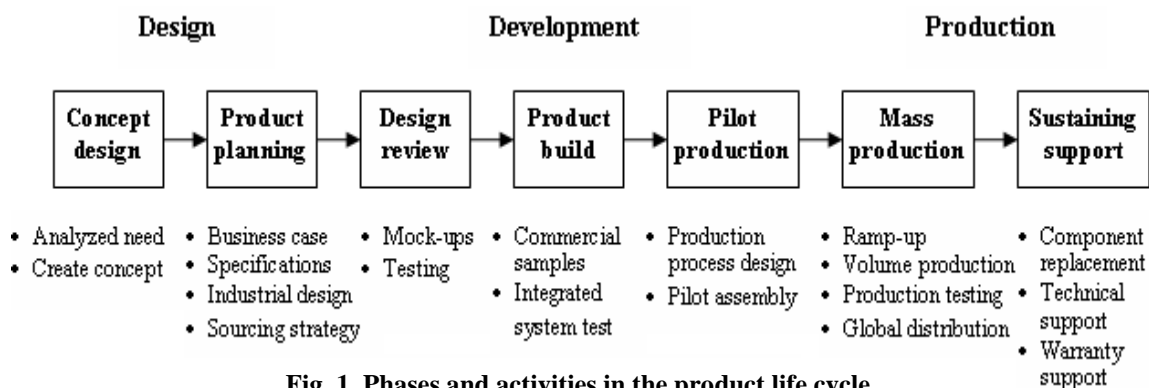 Design
Development
Production
Concept
design
Product
planning
Design
review
Product
build
Pilot
production
Mass
production
Sustaining
support
• Analyzed need
• Create concept
• Business case
• Specifications
• Industrial design
• Sourcing strategy
• Mock-ups
• Testing
• Commercial
samples
• Integrated
system test
• Production
process design
• Pilot assembly
• Ramp-up
• Volume production
• Production testing
• Global distribution
• Component
replacement
• Technical
support
• Warranty
support
Fig. 1 Phases and activities in the product life cycle